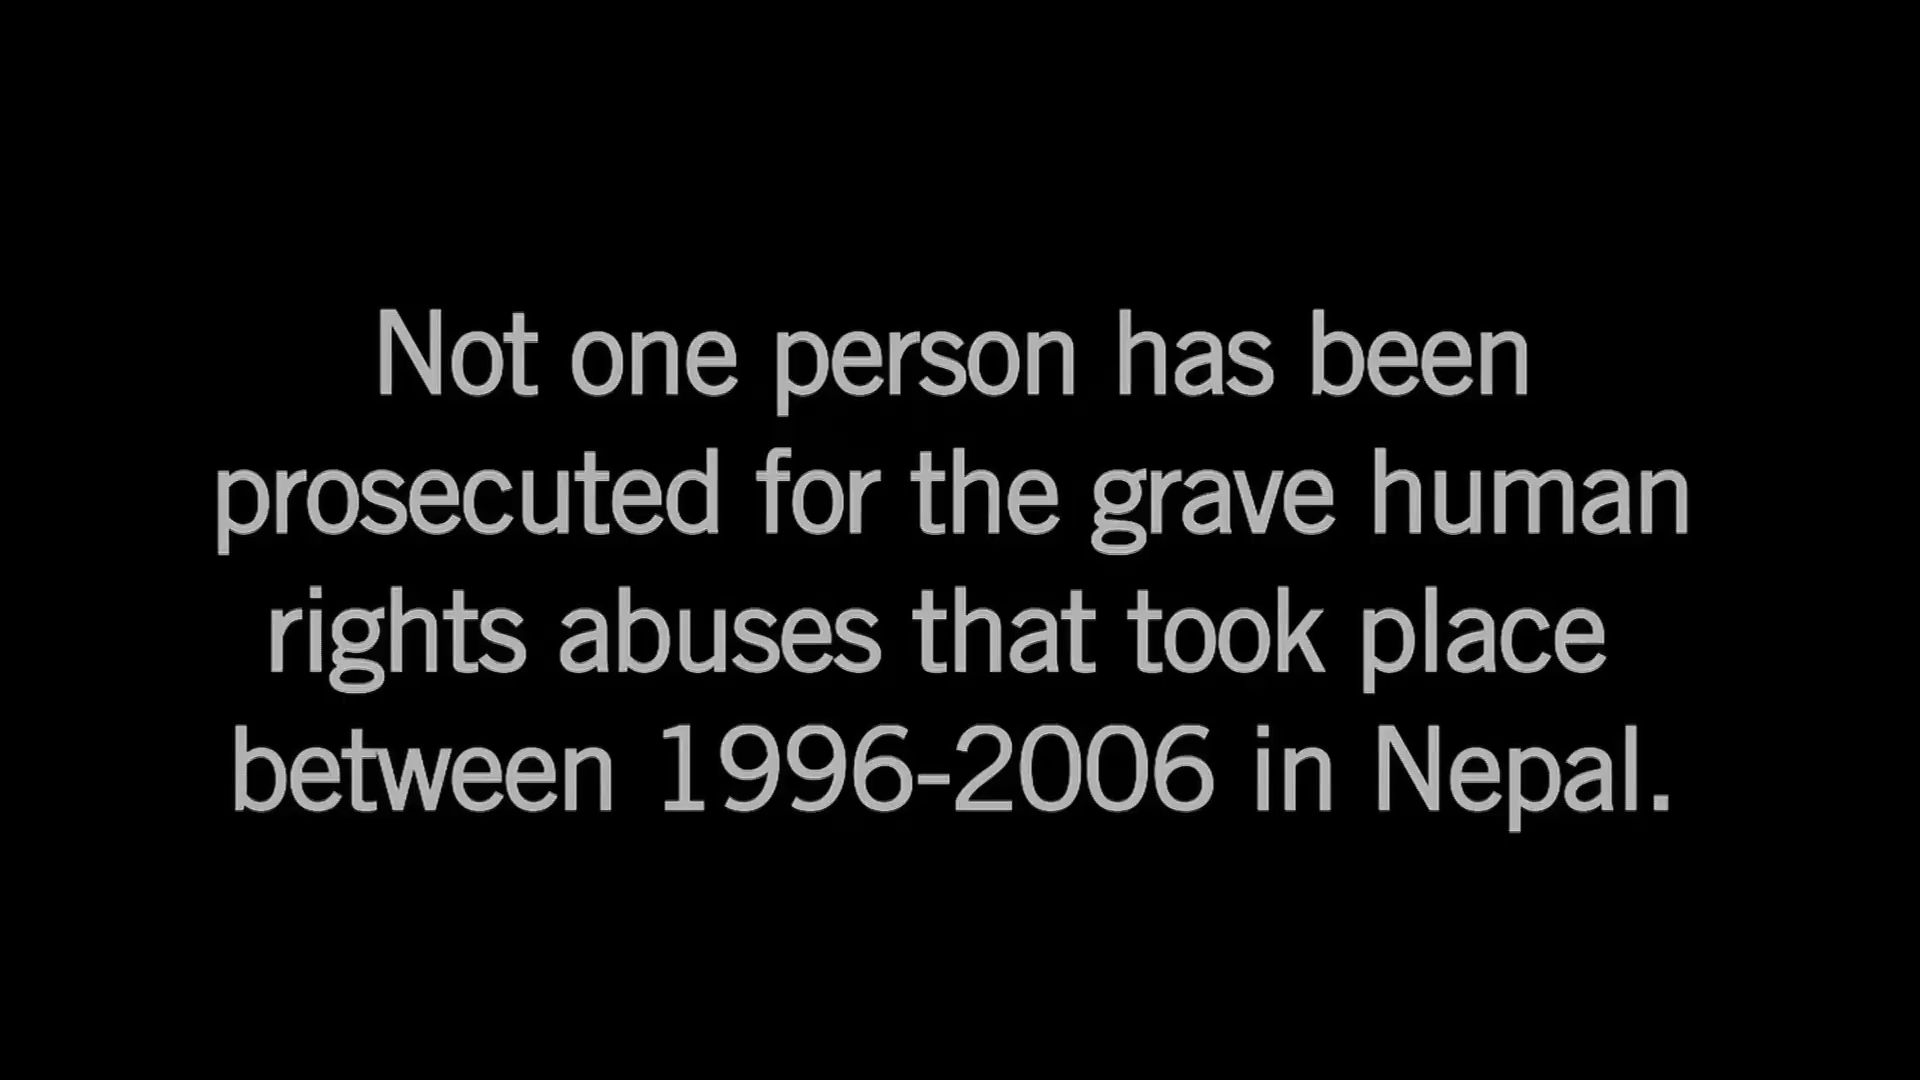 Not one person has been
prosecuted for the grave human
rights abuses that took place
between 1996-2006 in Nepal.